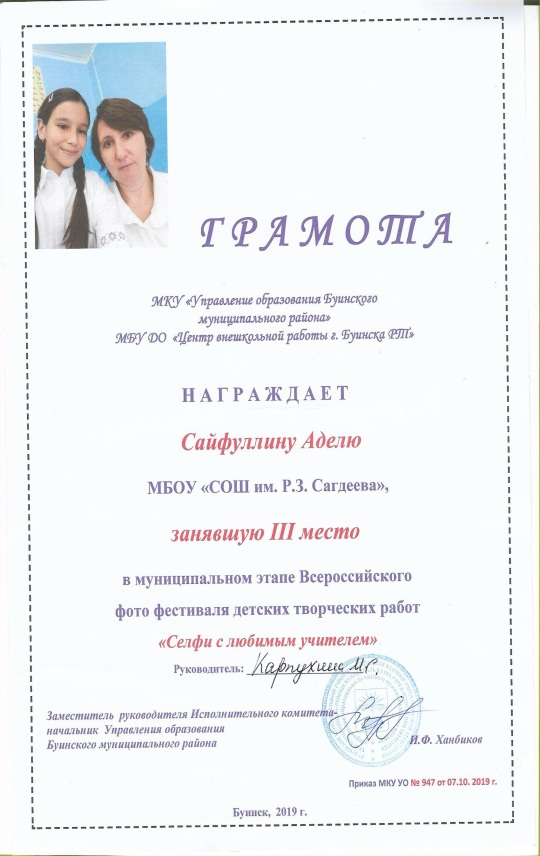 ГРАМОТА
МКУ «Управление образования Буинского
муниципального района»
МБУ ДО «Центр внешкольной работы г. Буинска РТ»
НАГРАЖДАЕТ
Сайфуллину Аделю
МБОУ «СОШ им. Р.З. Сагдеева»,
занявшую III место
в муниципальном этапе Всероссийского
фото фестиваля детских творческих работ
«Селфи с любимым учителем»
Руководитель: Карпухина М.Г.
Заместитель руководителя Исполнительного комитета-
начальник Управления образования
Буинского муниципального района И.Ф. Ханбиков
Приказ МКУ УО № 947 от 07.10. 2019 г.
Буинск, 2019 г.